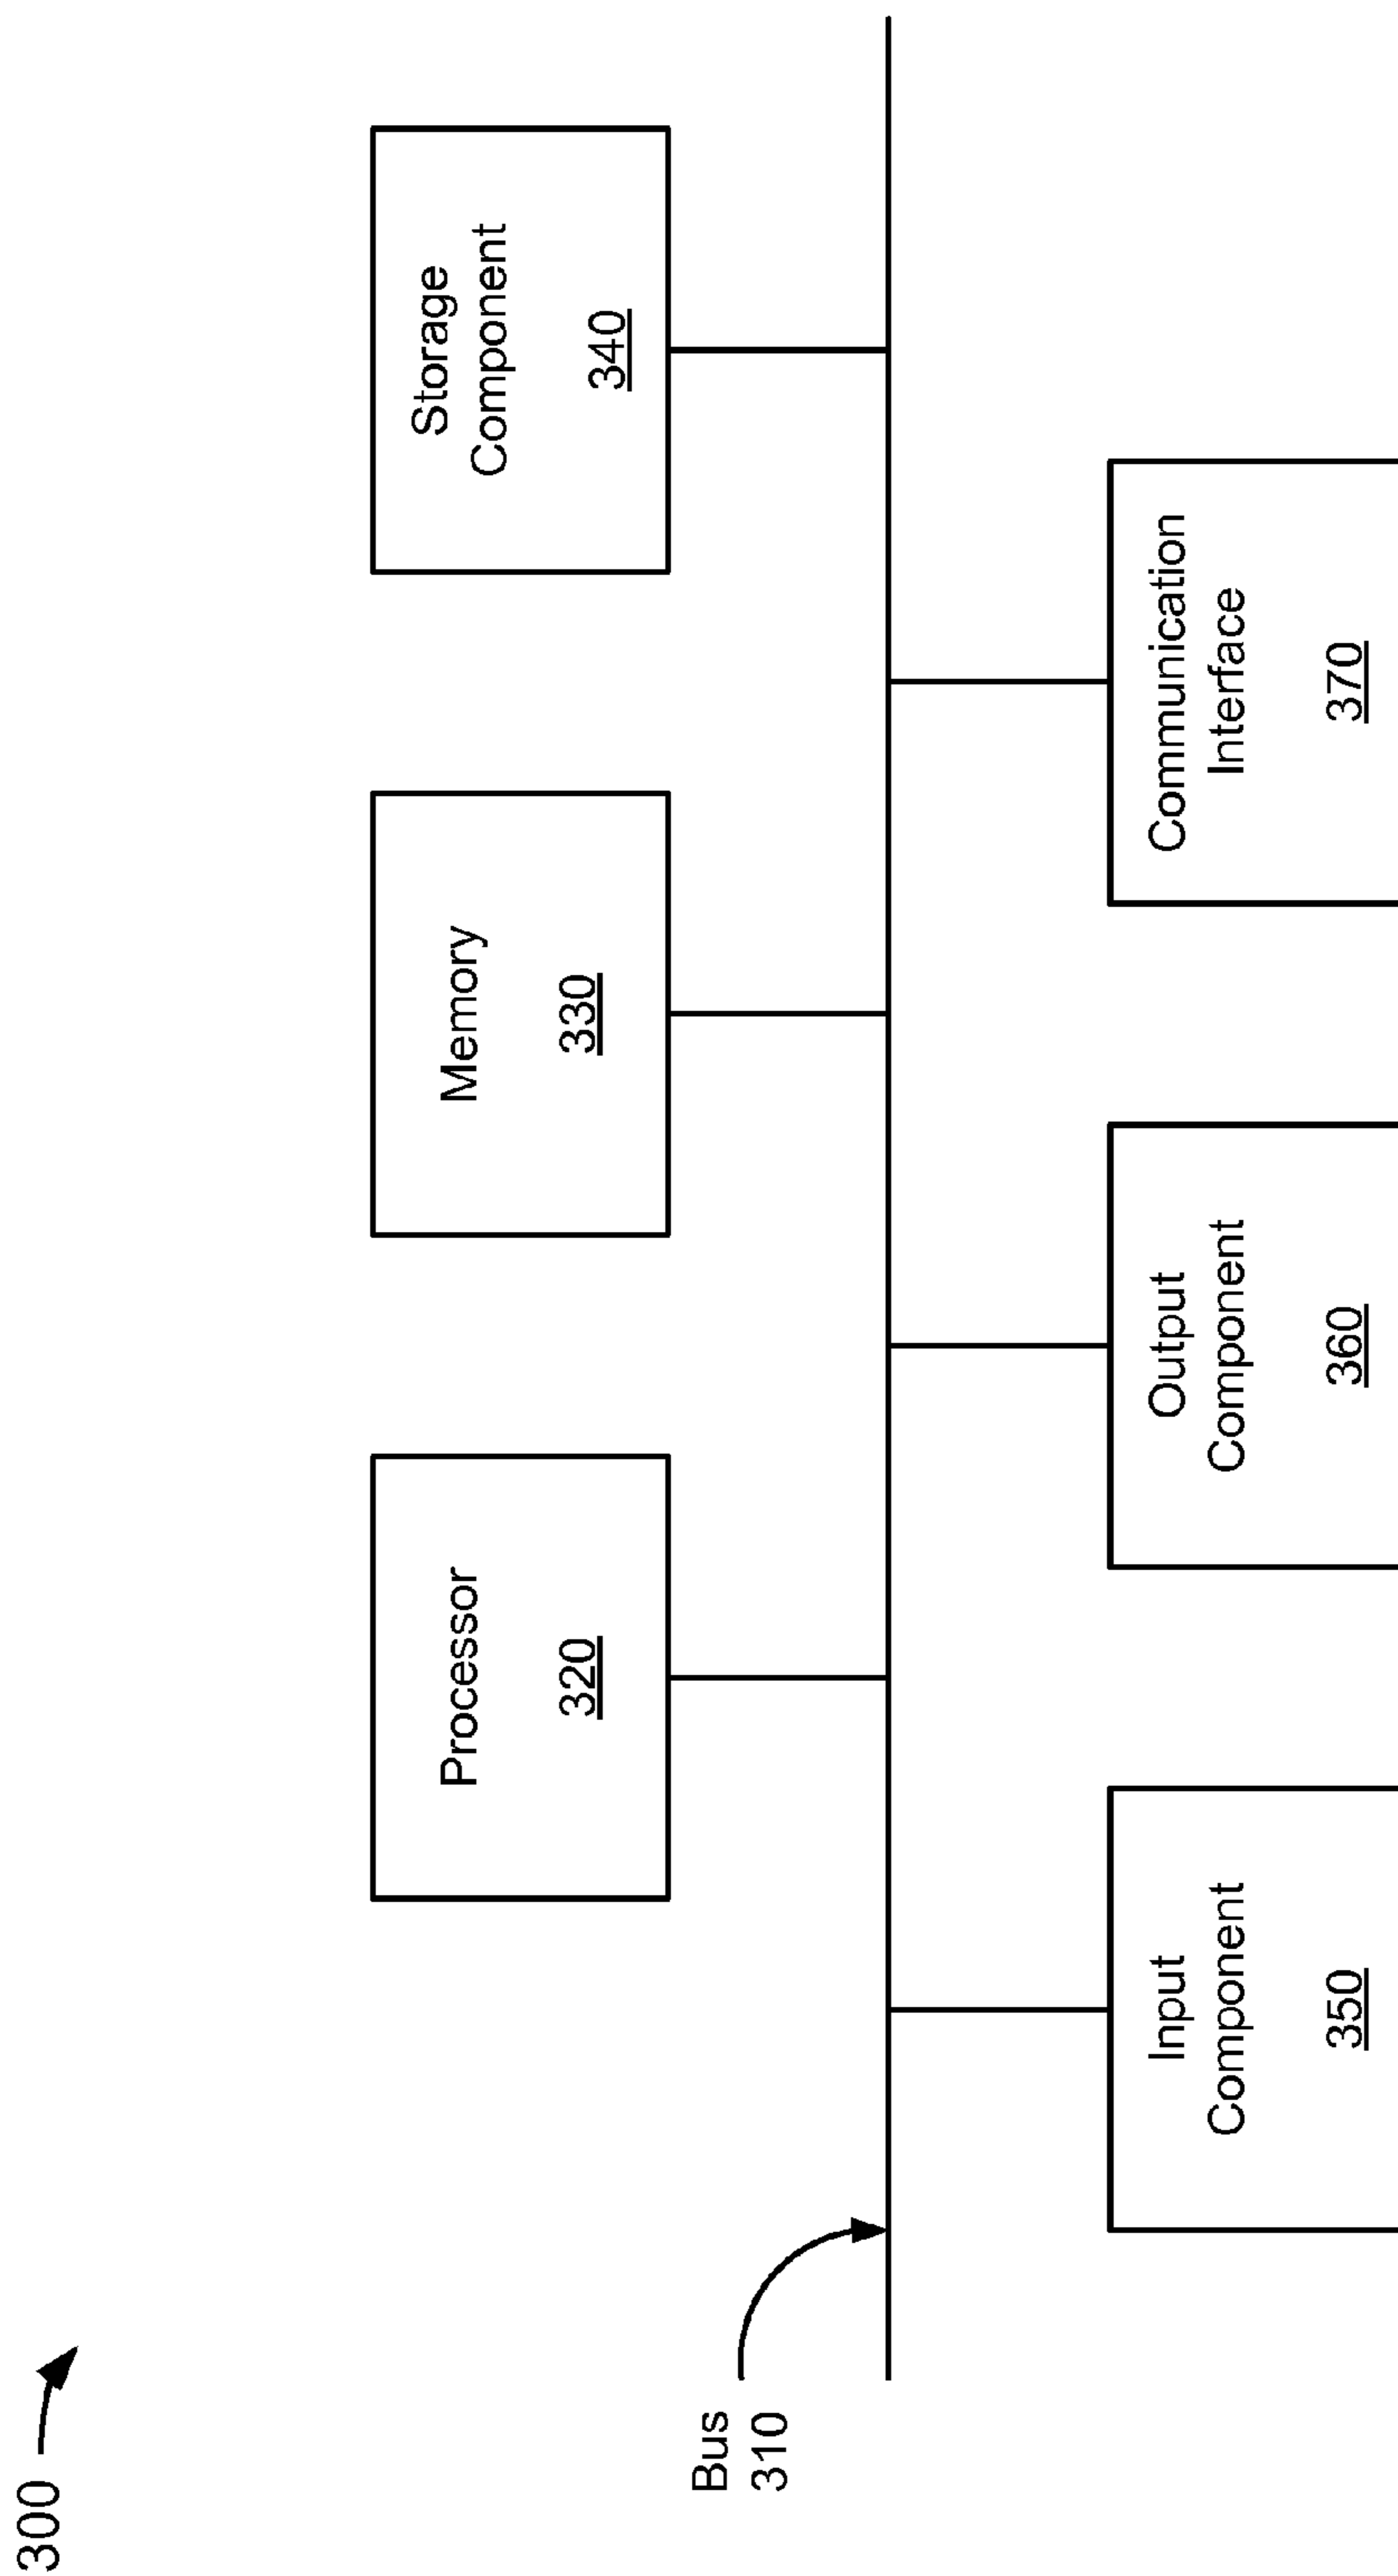 300
Bus
310
Processor
320
Memory
330
Storage
Component
340
Input
Component
350
Output
Component
360
Communication
Interface
370